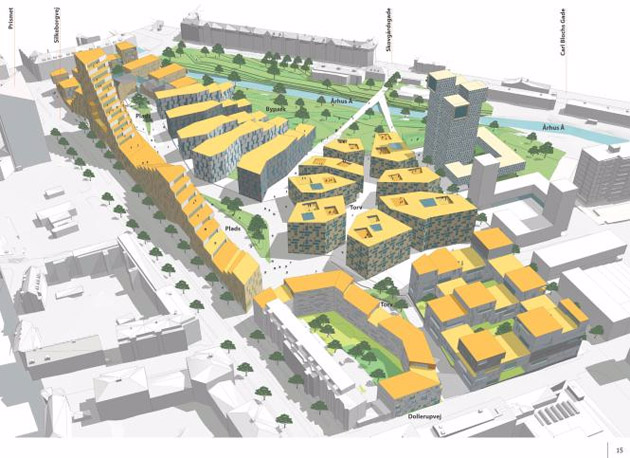 Prismet
Silkeborgvej
Skovgårdsgade
Carl Blochs Gade
Plads
Bypark
Århus Å
Århus Å
Torv
Plads
Torv
Dollerupvej
15